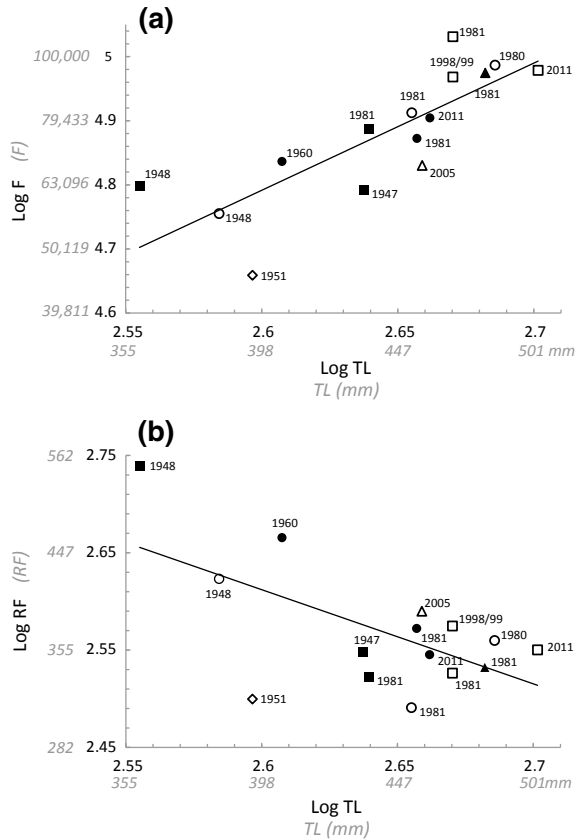 (a)
1981
100,000 5 1980
1998/99
1981 2011
1981
2011
79,433 4.9 1981
1960 1981
2005
1948
63,096 4.8 1947
1948
50,119 4.7
1951
39,811 4.6
Log F (F)
2.55 2.6 2.65 2.7
355 398 447 501 mm
Log TL
TL (mm)
(b)
562 2.75
1948
1960
447 2.65
1948
2005
1998/99
1981 1980
1947 2011
355 2.55 2011 1981
1981 1981
1951
1981
282 2.45
Log RF (RF)
2.55 2.6 2.65 2.7
355 398 447 501mm
Log TL
TL (mm)